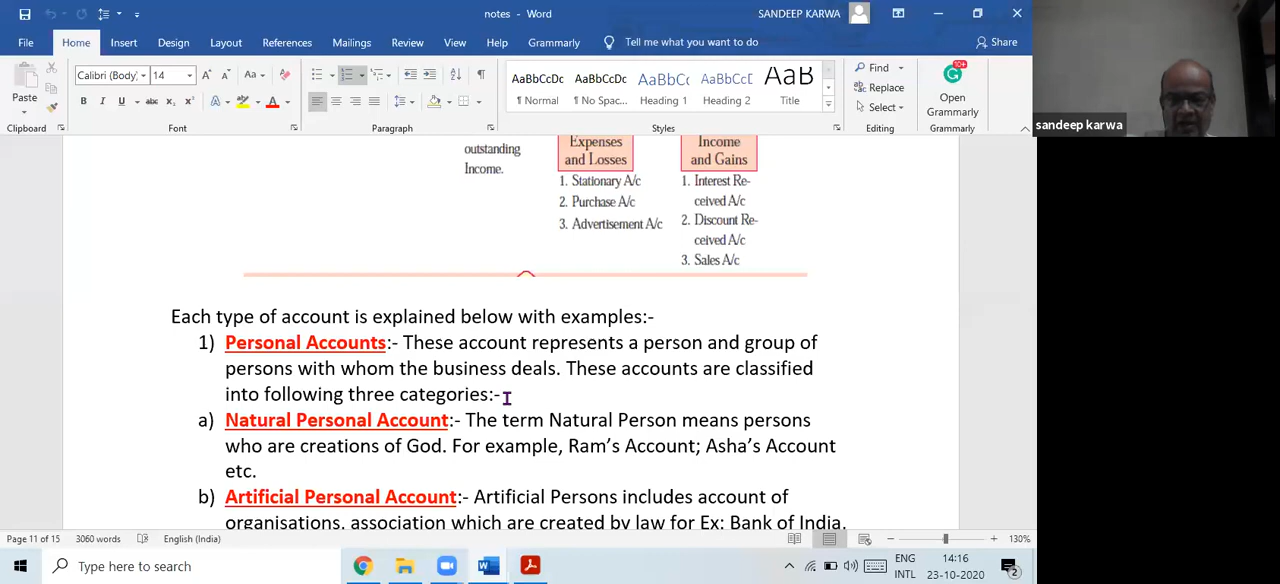 notes - Word
SANDEEP KARWA
File Home Insert Design Layout References Mailings Review View Help Grammarly Tell me what you want to do Share
Paste
Calibri (Body) 14
AaBbCcDc AaBbCcDc AaBbCc AaBbCcD AaB
¶ Normal ¶ No Spac... Heading 1 Heading 2 Title
Find
Replace
Select
Open
Grammarly
Clipboard Font Paragraph Styles Editing Grammarly
sandeep karwa
outstanding
Income.
Expenses
and Losses
1. Stationary A/c
2. Purchase A/c
3. Advertisement A/c
Income
and Gains
1. Interest Re-
ceived A/c
2. Discount Re-
ceived A/c
3. Sales A/c
Each type of account is explained below with examples:-
1) Personal Accounts:- These account represents a person and group of
persons with whom the business deals. These accounts are classified
into following three categories:-
a) Natural Personal Account:- The term Natural Person means persons
who are creations of God. For example, Ram's Account; Asha's Account
etc.
b) Artificial Personal Account:- Artificial Persons includes account of
organisations, association which are created by law for Ex: Bank of India,
Page 11 of 15 3060 words English (India) 130%
Type here to search
ENG
INTL
14:16
23-10-2020
2